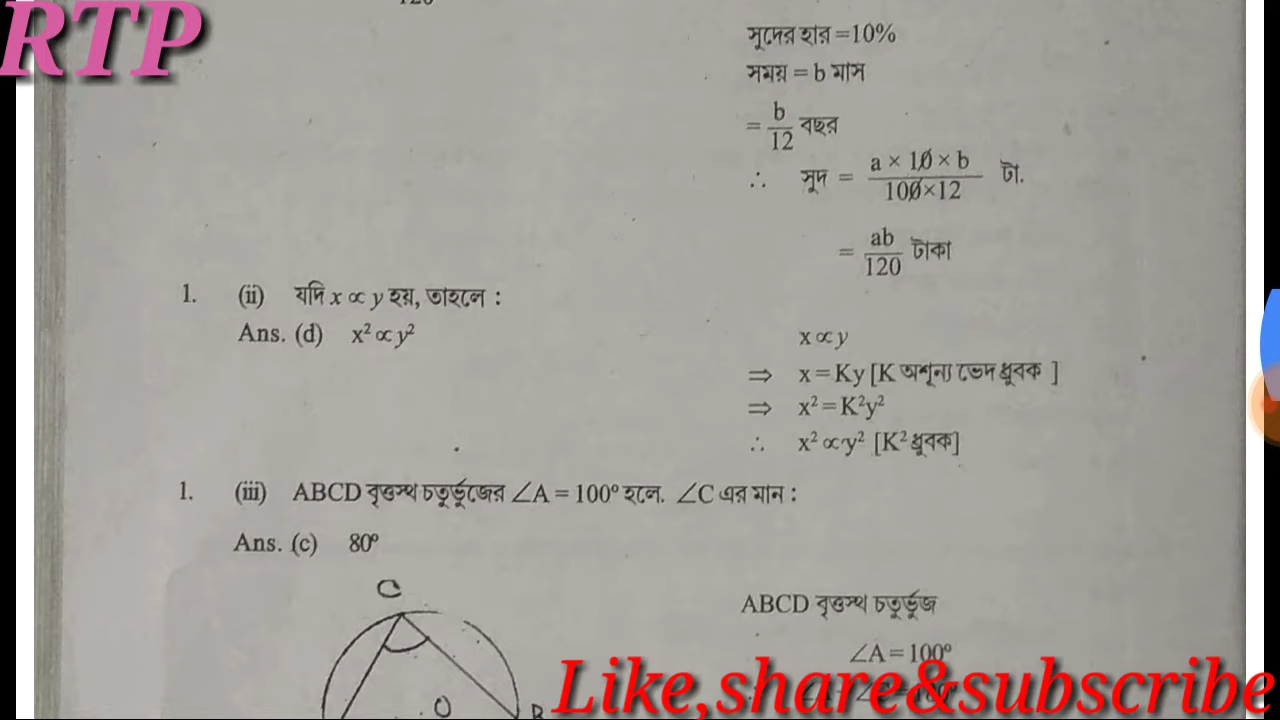 RTP
সুদের হার =10%
সময় = b মাস
= b/12 বছর
∴ সুদ = a × 10 × b / 100×12 টা.
= ab/120 টাকা
1. (ii) যদি x ∝ y হয়, তাহলে :
Ans. (d) x² ∝ y²
x ∝ y
⇒ x = Ky [K অশূন্য ভেদ ধ্রুবক ]
⇒ x² = K²y²
∴ x² ∝ y² [K² ধ্রুবক]
1. (iii) ABCD বৃত্তস্থ চতুর্ভুজের ∠A = 100° হলে. ∠C এর মান :
Ans. (c) 80°
C
ABCD বৃত্তস্থ চতুর্ভুজ
∠A = 100°
O
B
Like,share&subscribe